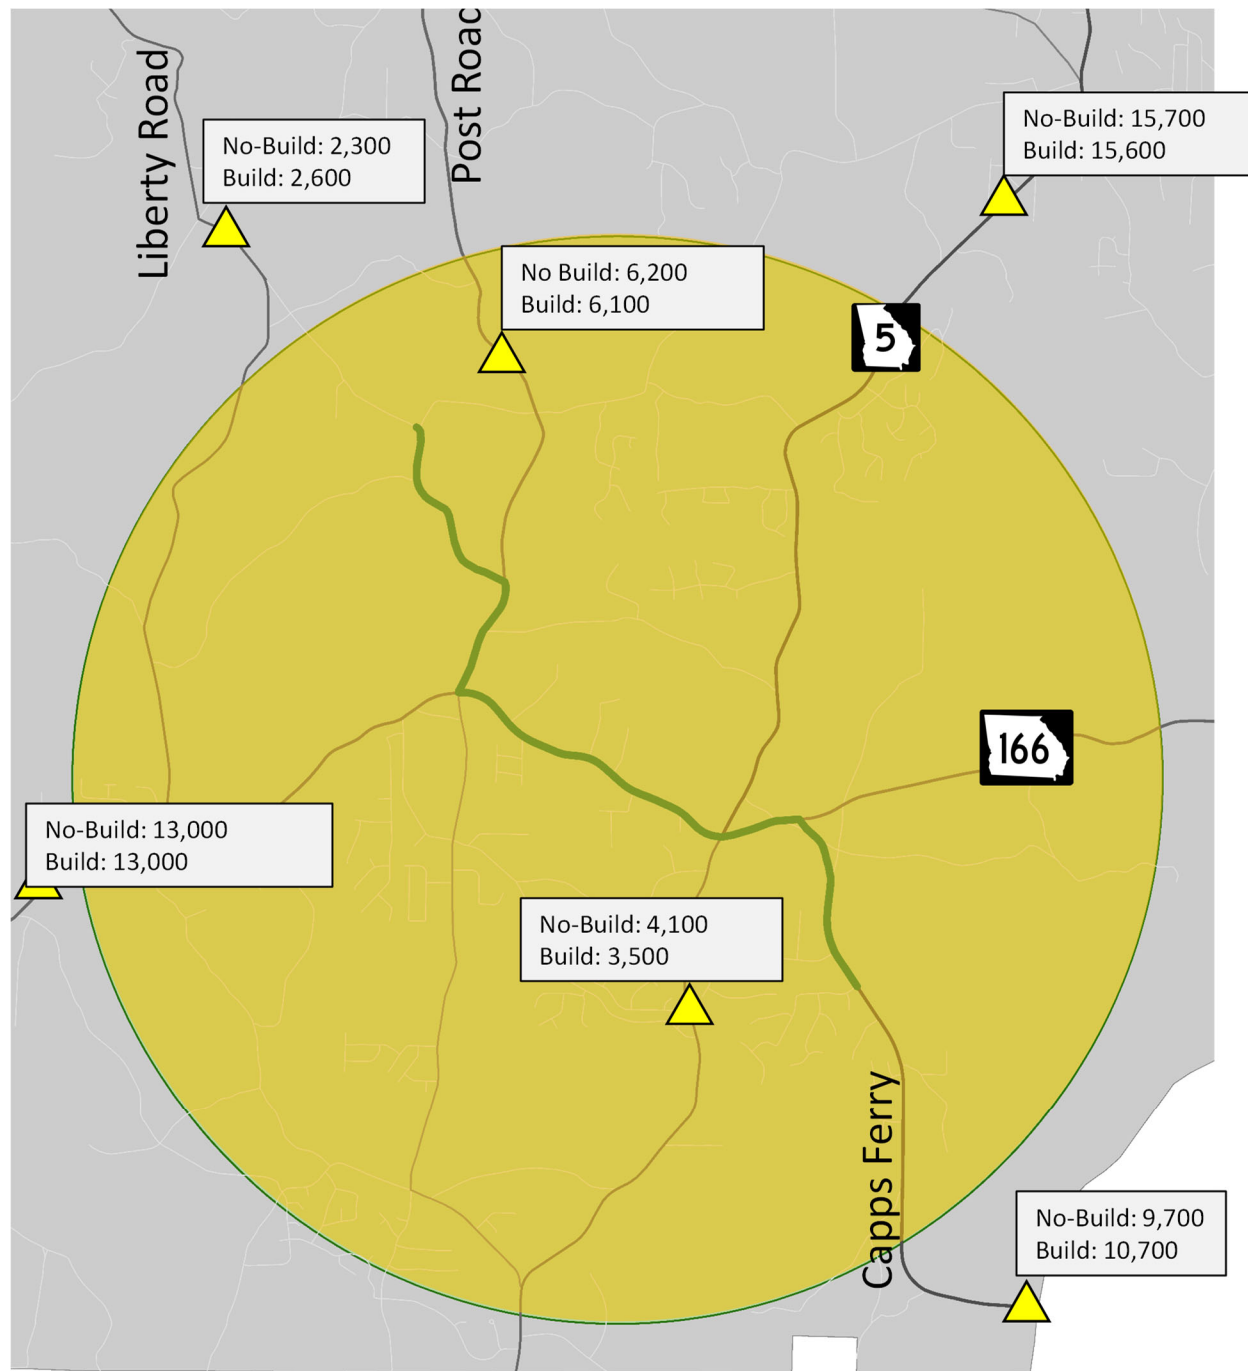 Liberty Road
Post Road
No-Build: 2,300
Build: 2,600
No-Build: 15,700
Build: 15,600
No Build: 6,200
Build: 6,100
5
166
No-Build: 13,000
Build: 13,000
No-Build: 4,100
Build: 3,500
Capps Ferry
No-Build: 9,700
Build: 10,700